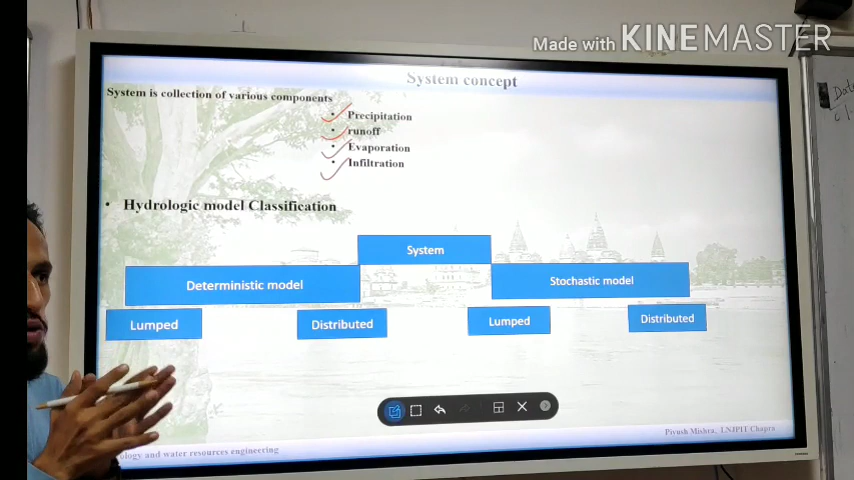 Made with KINEMASTER
System concept
System is collection of various components
• Precipitation
• runoff
• Evaporation
• Infiltration
• Hydrologic model Classification
System
Deterministic model
Stochastic model
Lumped
Distributed
Lumped
Distributed
Piyush Mishra, LNJPIT Chapra
ology and water resources engineering